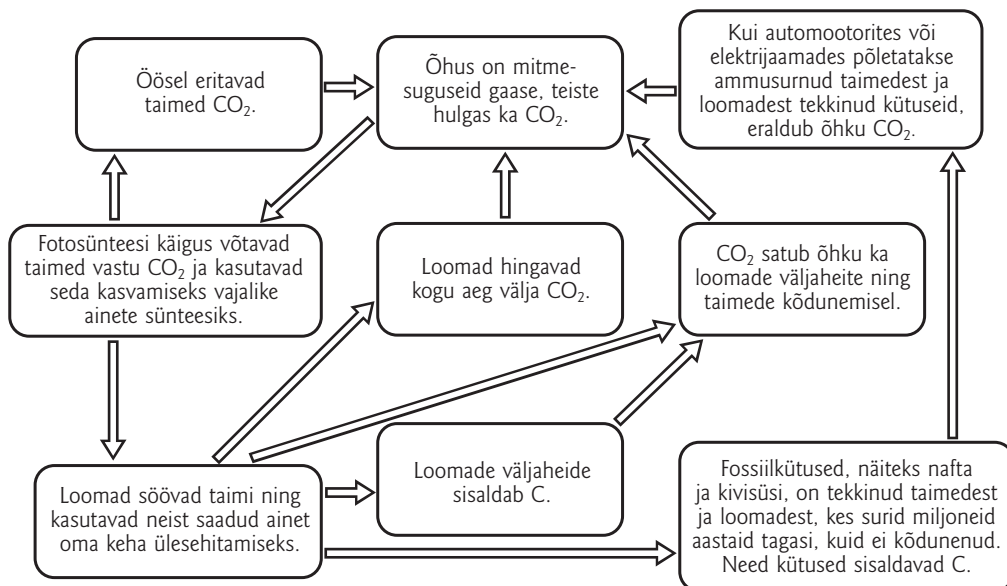 Öösel eritavad
taimed CO₂.
Õhus on mitme-
suguseid gaase, teiste
hulgas ka CO₂.
Kui automootorites või
elektrijaamades põletatakse
ammusurnud taimedest ja
loomadest tekkinud kütuseid,
eraldub õhku CO₂.
Fotosünteesi käigus võtavad
taimed vastu CO₂ ja kasutavad
seda kasvamiseks vajalike
ainete sünteesiks.
Loomad hingavad
kogu aeg välja CO₂.
CO₂ satub õhku ka
loomade väljaheite ning
taimede kõdunemisel.
Loomad söövad taimi ning
kasutavad neist saadud ainet
oma keha ülesehitamiseks.
Loomade väljaheide
sisaldab C.
Fossiilkütused, näiteks nafta
ja kivisüsi, on tekkinud taimedest
ja loomadest, kes surid miljoneid
aastaid tagasi, kuid ei kõdunenud.
Need kütused sisaldavad C.